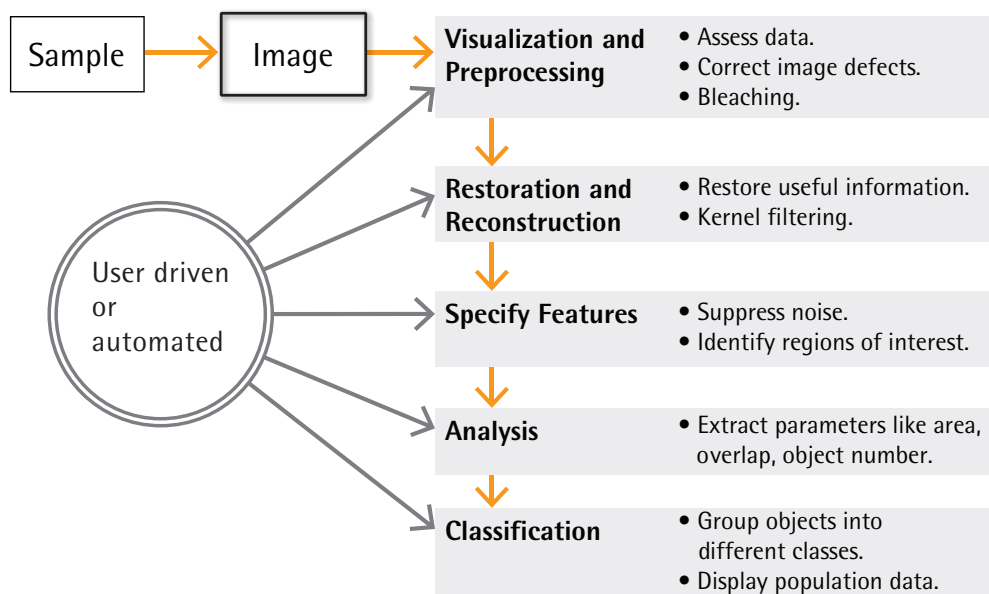 Sample
Image
Visualization and
Preprocessing
• Assess data.
• Correct image defects.
• Bleaching.
Restoration and
Reconstruction
• Restore useful information.
• Kernel filtering.
User driven
or
automated
Specify Features
• Suppress noise.
• Identify regions of interest.
Analysis
• Extract parameters like area,
overlap, object number.
Classification
• Group objects into
different classes.
• Display population data.